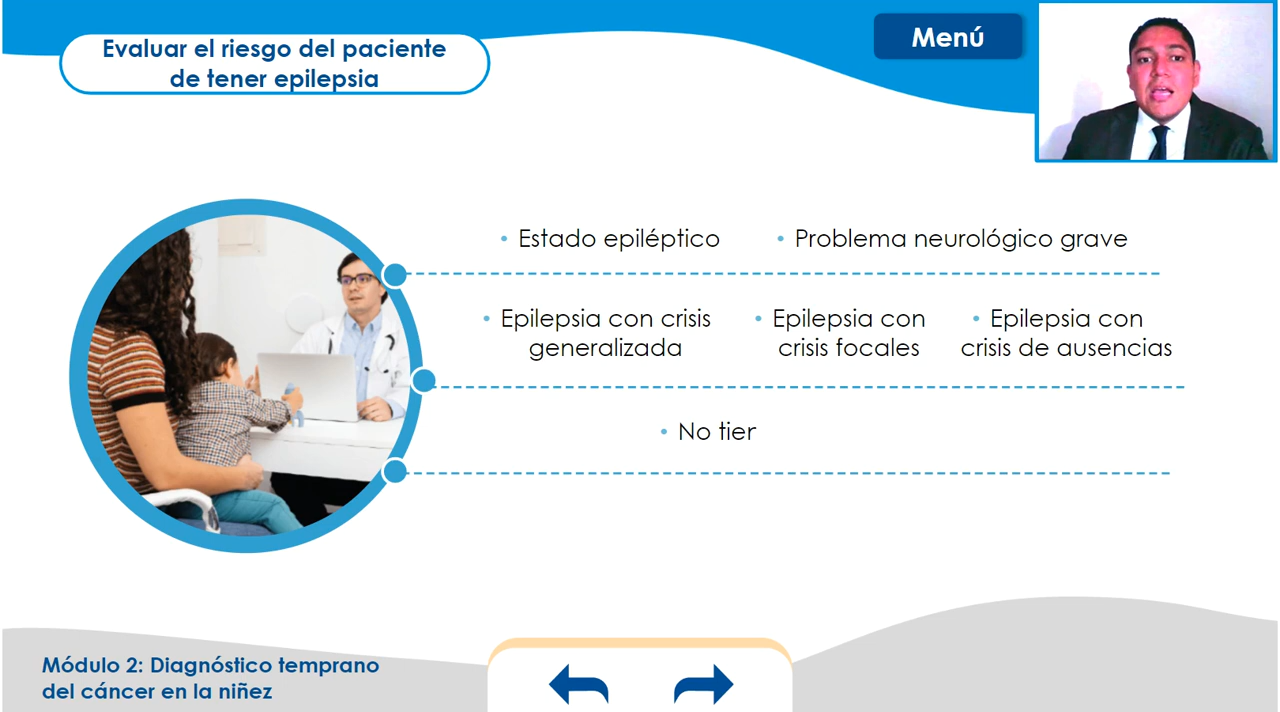 Evaluar el riesgo del paciente
de tener epilepsia
Menú
• Estado epiléptico
• Problema neurológico grave
• Epilepsia con crisis
generalizada
• Epilepsia con
crisis focales
• Epilepsia con
crisis de ausencias
• No tier
Módulo 2: Diagnóstico temprano
del cáncer en la niñez